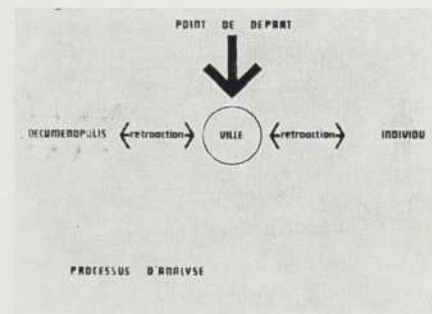 POINT DE DEPART
OECUMENOPOLIS retroaction VILLE retroaction INDIVIDU
PROCESSUS D'ANALYSE